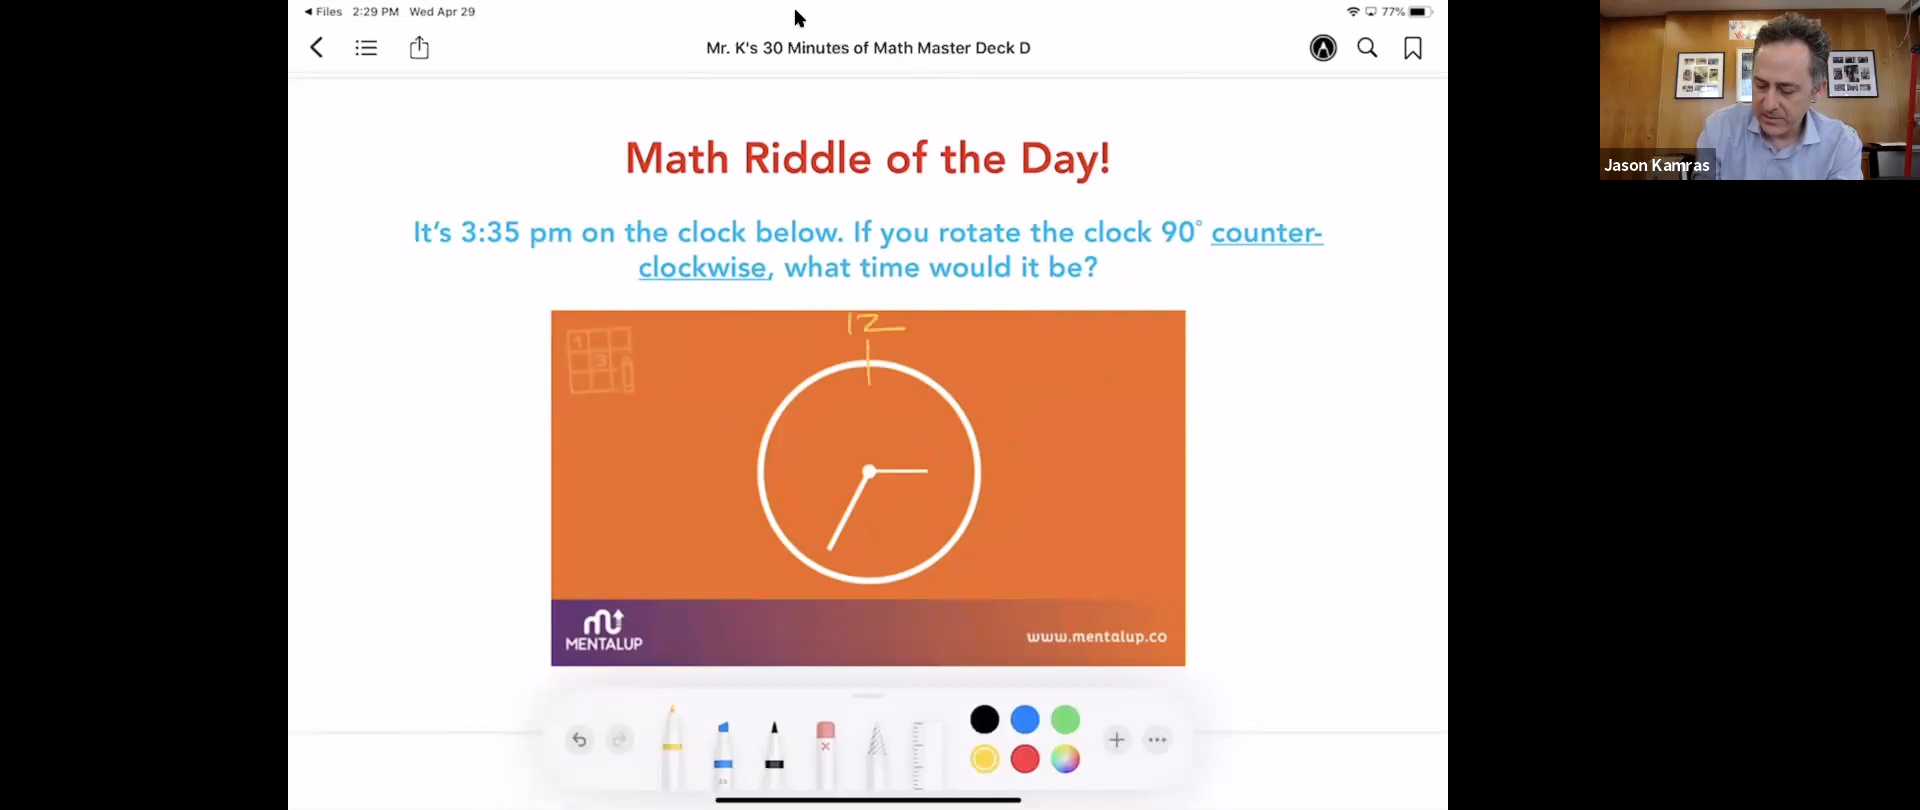 Files 2:29 PM Wed Apr 29
77%
Mr. K's 30 Minutes of Math Master Deck D
Math Riddle of the Day!
It's 3:35 pm on the clock below. If you rotate the clock 90° counter-
clockwise, what time would it be?
12
1
3
MENTALUP
www.mentalup.co
Jason Kamras